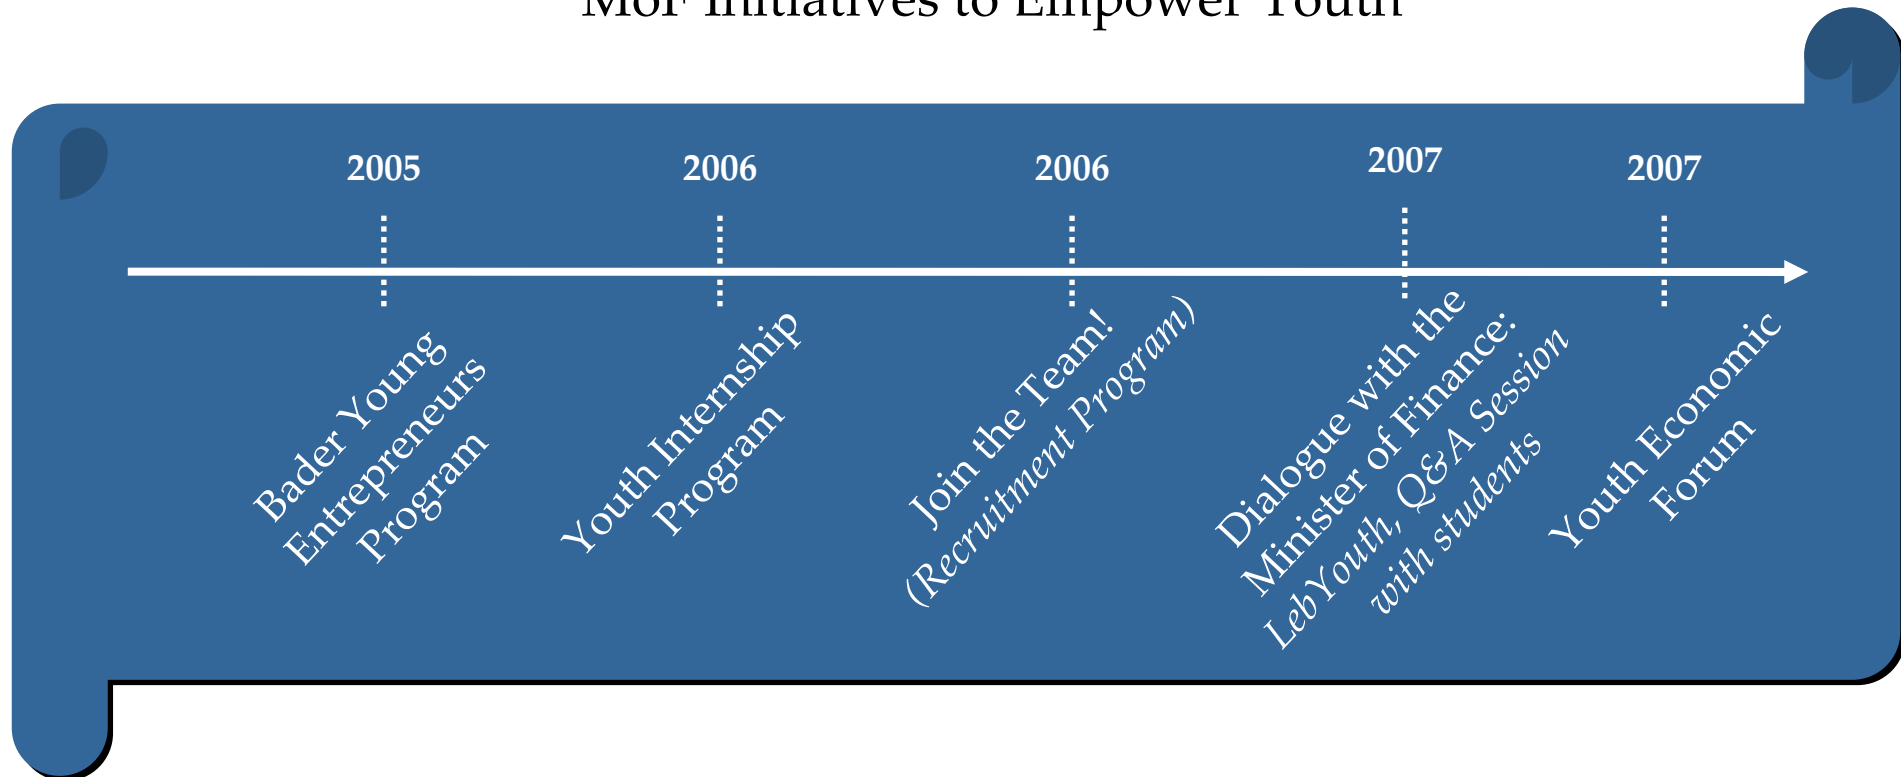 MoF Initiatives to Empower Youth
2005
2006
2006
2007
2007
Bader Young
Entrepreneurs
Program
Youth Internship
Program
Join the Team!
(Recruitment Program)
Dialogue with the
Minister of Finance:
LebYouth, Q&A Session
with students
Youth Economic
Forum